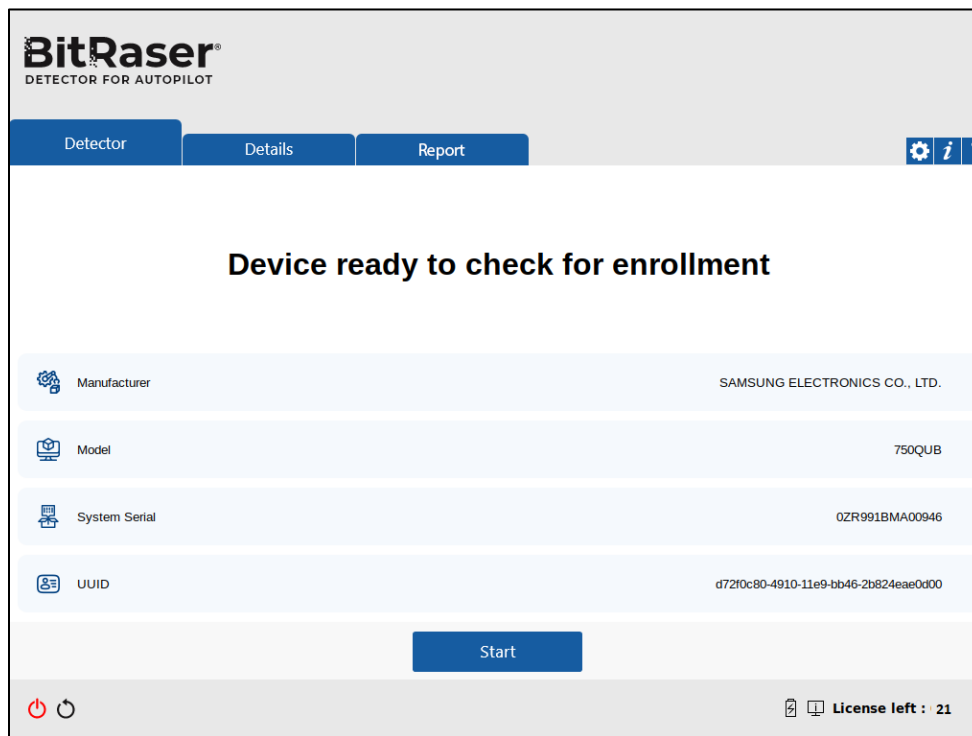 BitRaser®
DETECTOR FOR AUTOPILOT
Detector Details Report
Device ready to check for enrollment
Manufacturer SAMSUNG ELECTRONICS CO., LTD.
Model 750QUB
System Serial 0ZR991BMA00946
UUID d72f0c80-4910-11e9-bb46-2b824eae0d00
Start
License left : 21